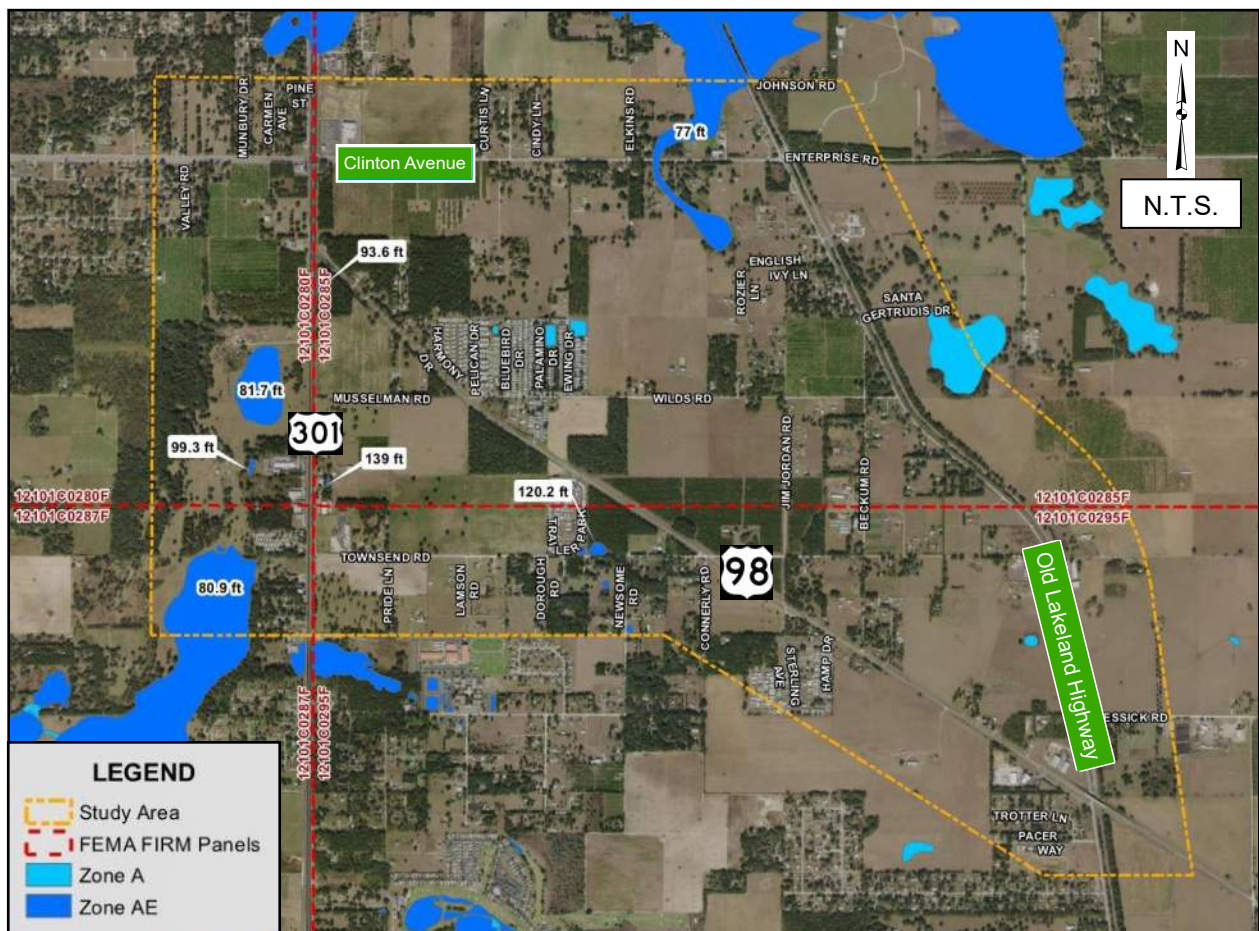 PINE
ST
JOHNSON RD
N
MUNBURY DR
CARMEN
AVE
CURTIS LN
CINDY LN
ELKINS RD
77 ft
Clinton Avenue
ENTERPRISE RD
VALLEY RD
N.T.S.
93.6 ft
ENGLISH
IVY LN
ROZIER
LN
12101C0280F
12101C0285F
SANTA
GERTRUDIS DR
HARMONY
DR
PELICAN DR
BLUEBIRD
DR
PALAMINO
DR
EWING DR
81.7 ft
MUSSELMAN RD
WILDS RD
301
JIM JORDAN RD
BECKUM RD
99.3 ft
139 ft
120.2 ft
12101C0280F
12101C0287F
12101C0285F
12101C0295F
TRAI
LER
PARK
TOWNSEND RD
98
Old Lakeland Highway
80.9 ft
PRIDE LN
LAMSON
RD
DOROUGH
RD
NEWSOME
RD
CONNERLY RD
STERLING
AVE
HAMP DR
12101C0287F
12101C0295F
ESSICK RD
TROTTER LN
PACER
WAY
LEGEND
Study Area
FEMA FIRM Panels
Zone A
Zone AE